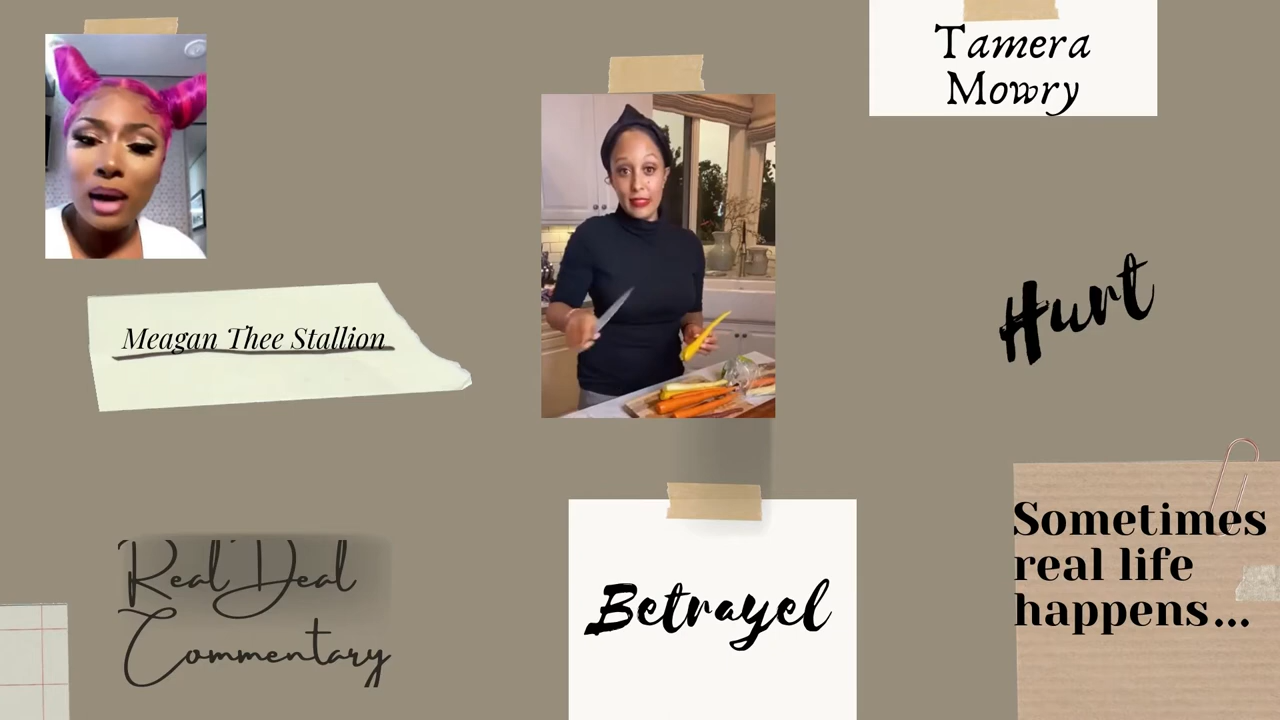 Tamera
Mowry
Meagan Thee Stallion
Hurt
Real Deal
Commentary
Betrayel
Sometimes
real life
happens...